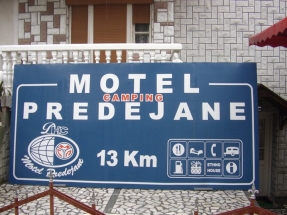 MOTEL
CAMPING
PREDEJANE
13 Km
Motel Predejane
ETHNO
HOUSE